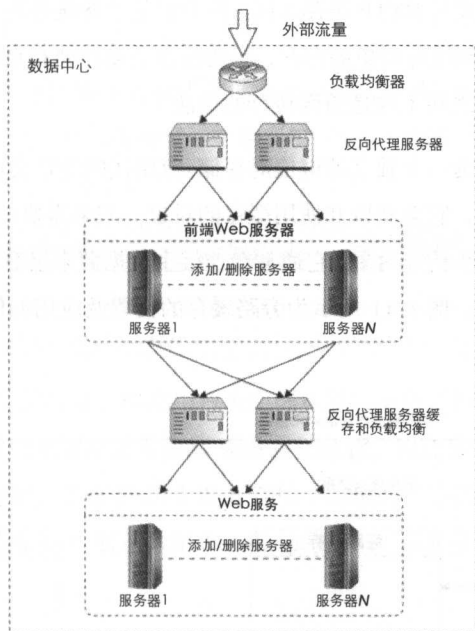 外部流量
数据中心
负载均衡器
反向代理服务器
前端Web服务器
添加/删除服务器
服务器1
服务器N
反向代理服务器缓
存和负载均衡
Web服务
添加/删除服务器
服务器1
服务器N